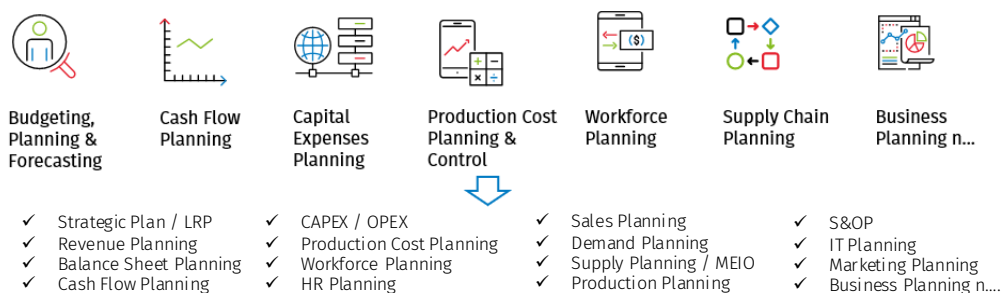 ($)
Budgeting,
Planning &
Forecasting
Cash Flow
Planning
Capital
Expenses
Planning
Production Cost
Planning &
Control
Workforce
Planning
Supply Chain
Planning
Business
Planning n...
✓ Strategic Plan / LRP
✓ Revenue Planning
✓ Balance Sheet Planning
✓ Cash Flow Planning
✓ CAPEX / OPEX
✓ Production Cost Planning
✓ Workforce Planning
✓ HR Planning
✓ Sales Planning
✓ Demand Planning
✓ Supply Planning / MEIO
✓ Production Planning
✓ S&OP
✓ IT Planning
✓ Marketing Planning
✓ Business Planning n....